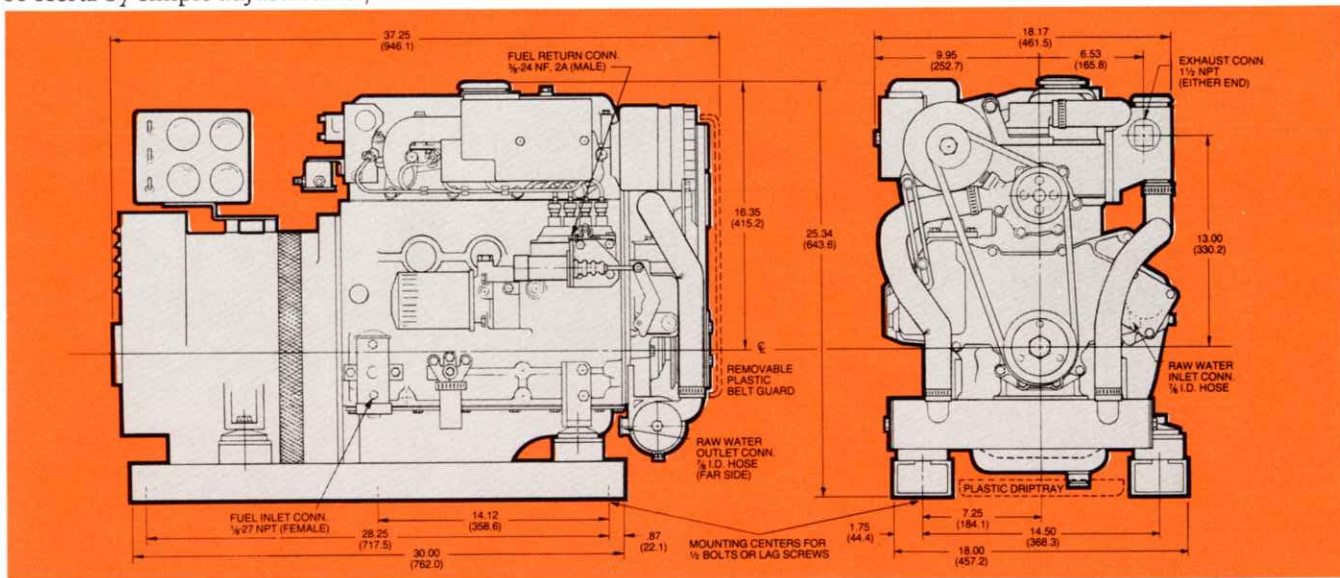 Hertz by simple
37.25
(946.1)
FUEL RETURN CONN.
⅜-24 NF, 2A (MALE)
16.35
(415.2)
25.34
(643.6)
℄
REMOVABLE
PLASTIC
BELT GUARD
RAW WATER
OUTLET CONN.
⅞ I.D. HOSE
(FAR SIDE)
FUEL INLET CONN.
⅛-27 NPT (FEMALE)
14.12
(358.6)
28.25
(717.5)
.87
(22.1)
30.00
(762.0)
MOUNTING CENTERS FOR
½ BOLTS OR LAG SCREWS
18.17
(461.5)
9.95
(252.7)
6.53
(165.8)
EXHAUST CONN.
1½ NPT
(EITHER END)
13.00
(330.2)
RAW WATER
INLET CONN.
⅞ I.D. HOSE
PLASTIC DRIPTRAY
1.75
(44.4)
7.25
(184.1)
14.50
(368.3)
18.00
(457.2)